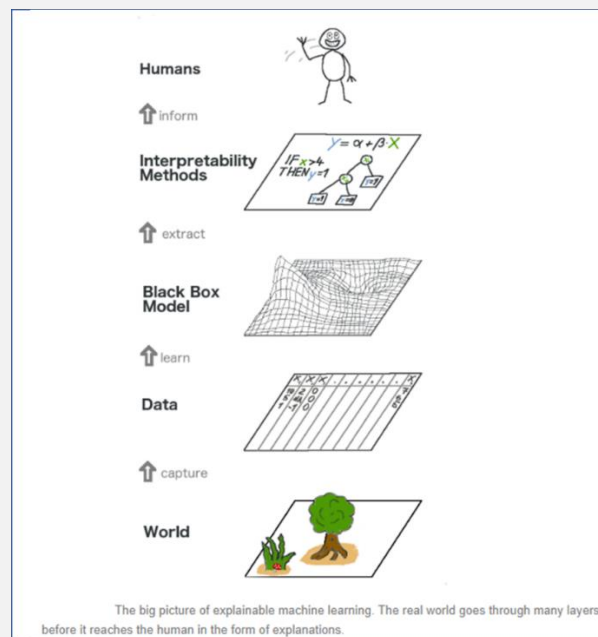 Humans
inform
Interpretability
Methods
Y = α + β·X
IF x>4
THEN y=1
extract
Black Box
Model
learn
Data
X X X . . . . . . X
capture
World
The big picture of explainable machine learning. The real world goes through many layers
before it reaches the human in the form of explanations.